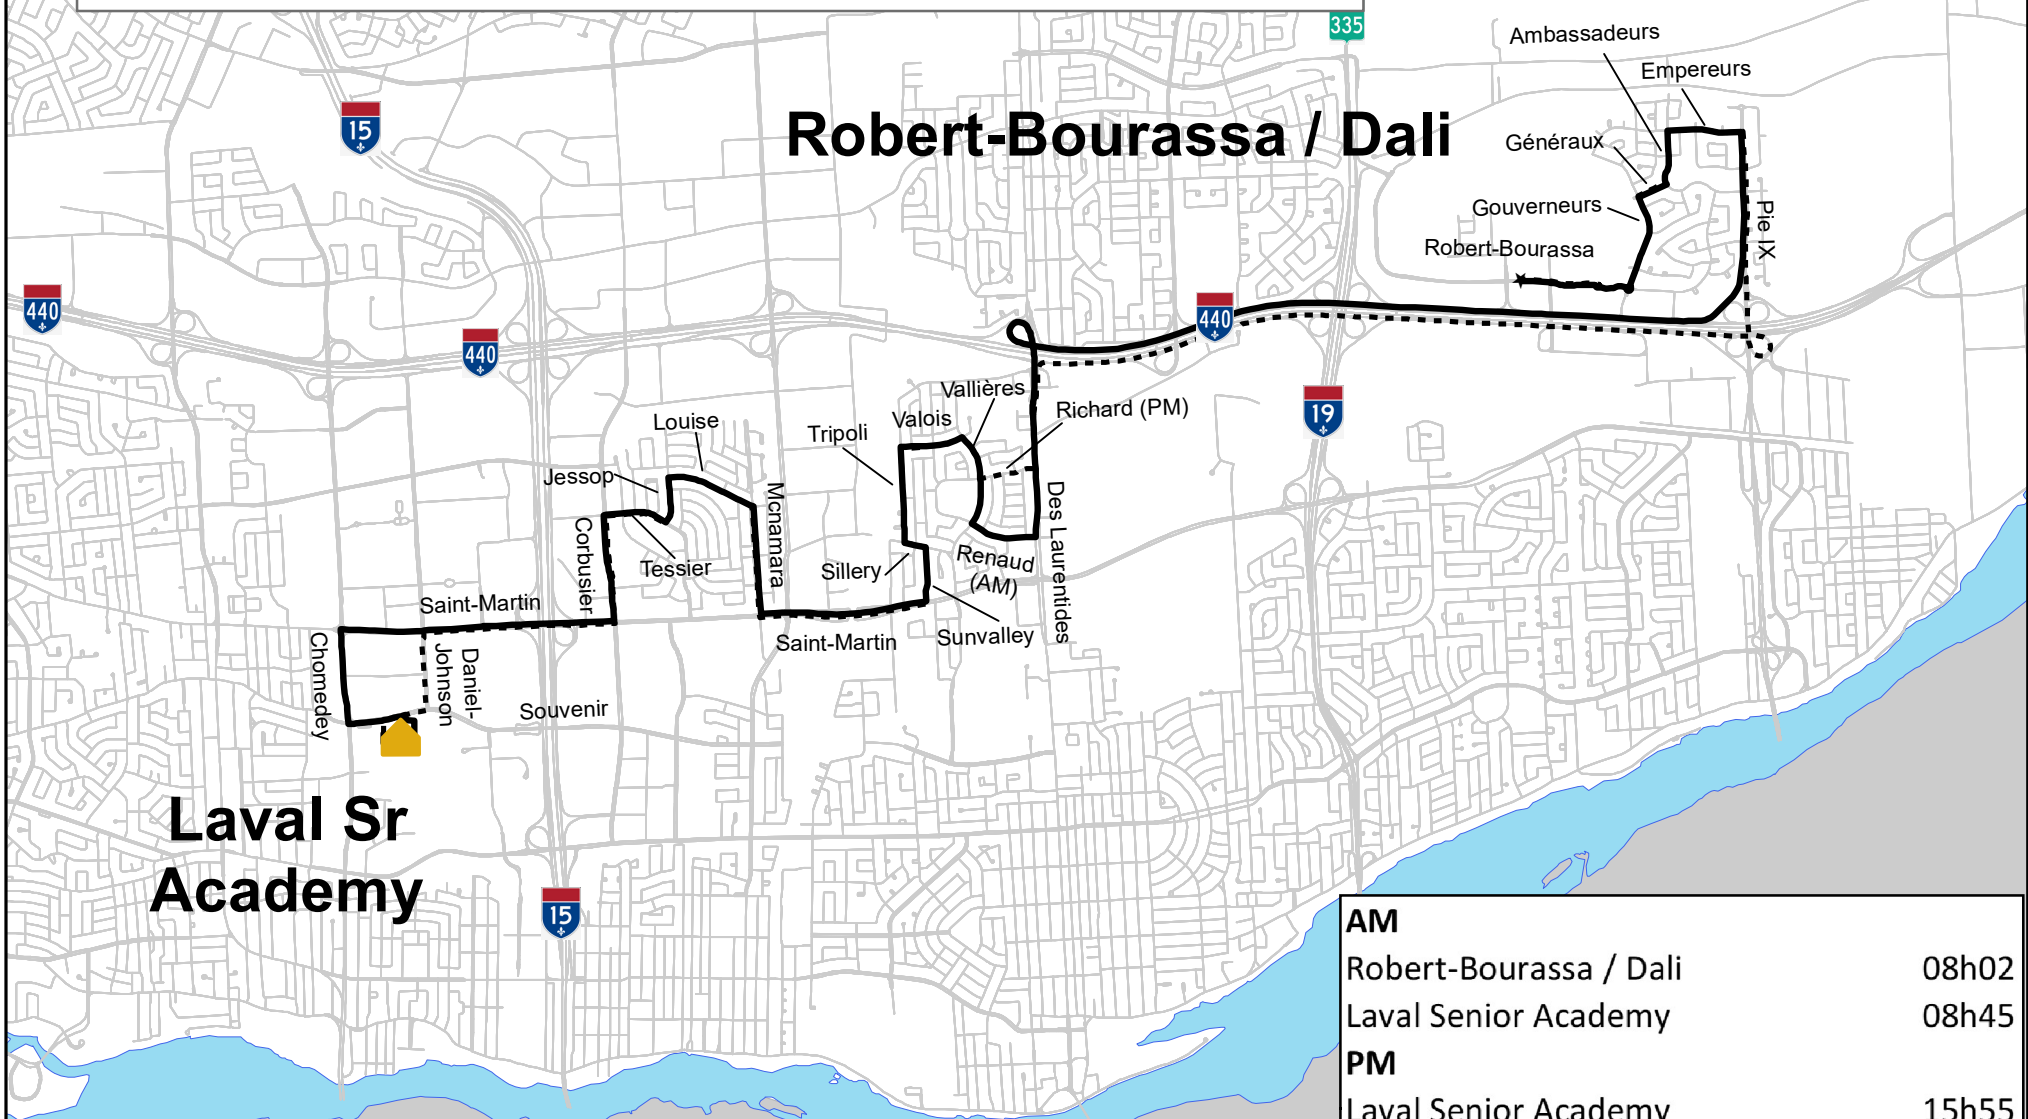 335
Ambassadeurs
Empereurs
15
Robert-Bourassa / Dali
Généraux
Gouverneurs
Pie IX
Robert-Bourassa
440
440
440
Vallières
Richard (PM)
19
Louise
Valois
Tripoli
Jessop
Mcnamara
Des Laurentides
Corbusier
Tessier
Sillery
Renaud
(AM)
Saint-Martin
Saint-Martin
Sunvalley
Chomedey
Daniel-
Johnson
Souvenir
Laval Sr
Academy
15
AM
Robert-Bourassa / Dali 08h02
Laval Senior Academy 08h45
PM
Laval Senior Academy 15h55